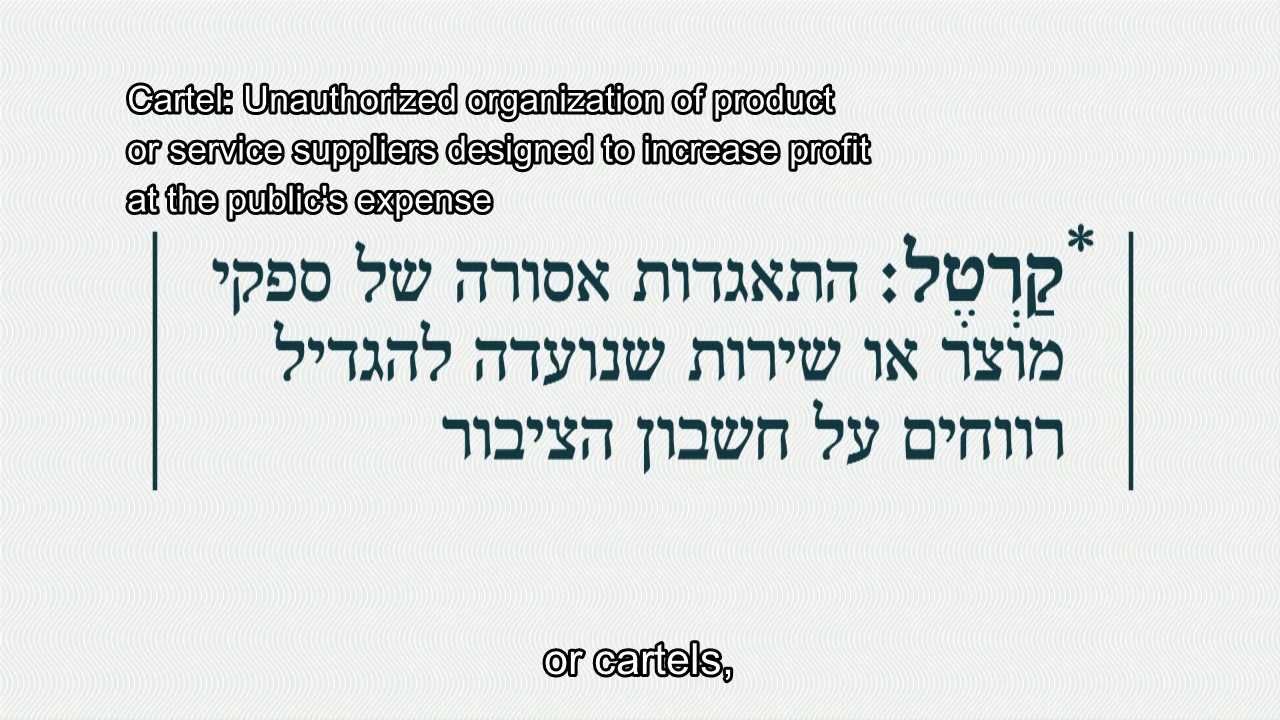 Cartel: Unauthorized organization of product
or service suppliers designed to increase profit
at the public's expense
*קַרְטֶל: התאגדות אסורה של ספקי
מוצר או שירות שנועדה להגדיל
רווחים על חשבון הציבור
or cartels,